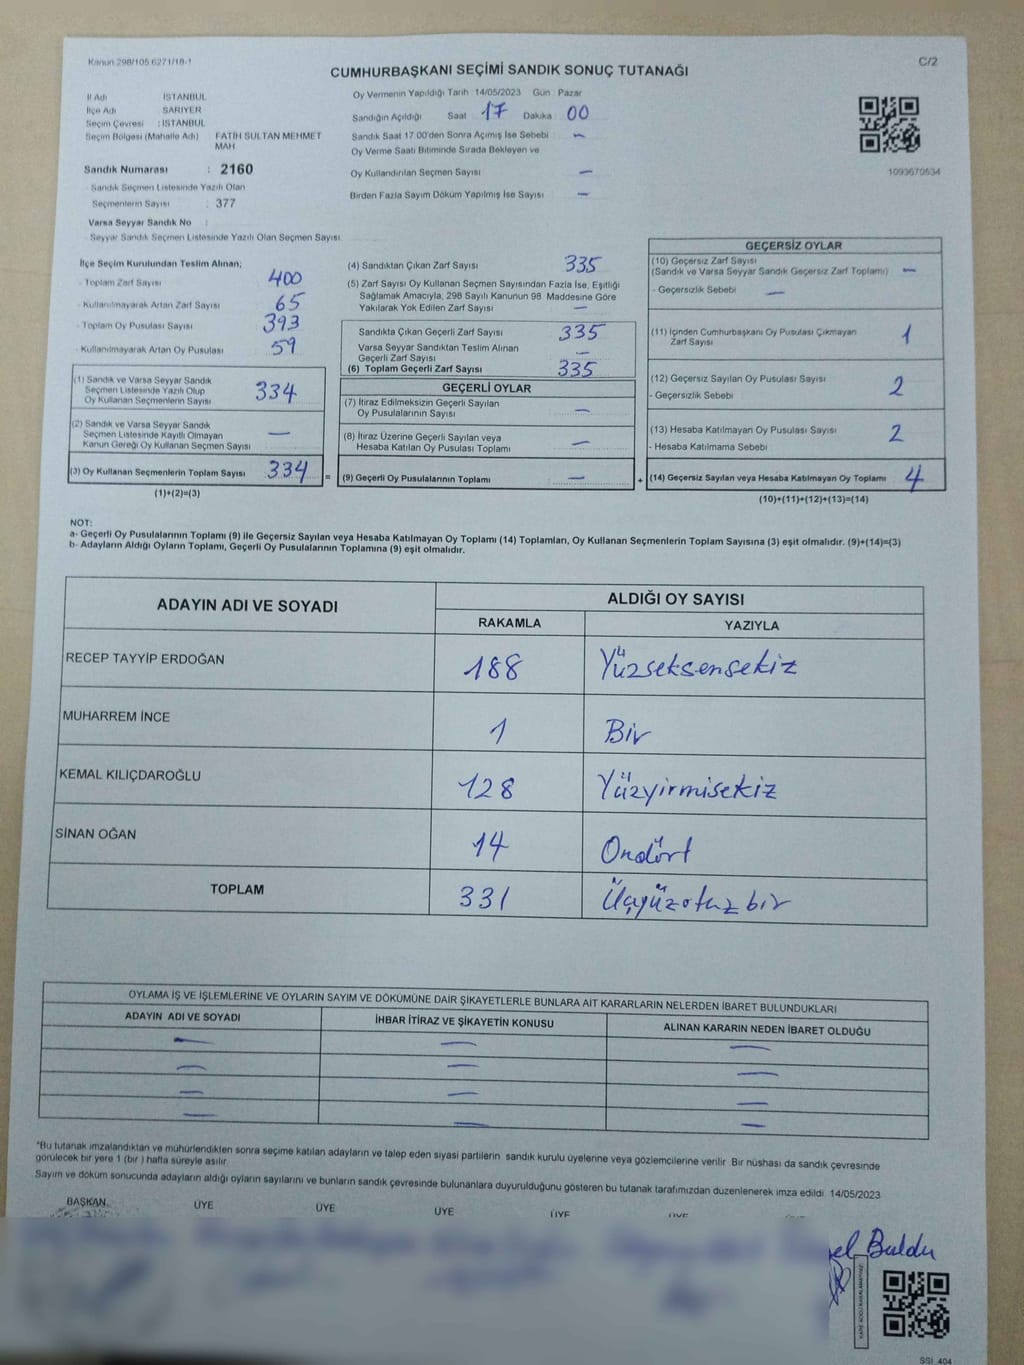 Kanun 298/105 6271/18-1
C/2
CUMHURBAŞKANI SEÇİMİ SANDIK SONUÇ TUTANAĞI
İl Adı İSTANBUL
İlçe Adı SARIYER
Seçim Çevresi : İSTANBUL
Seçim Bölgesi (Mahalle Adı) FATİH SULTAN MEHMET MAH
Sandık Numarası : 2160
- Sandık Seçmen Listesinde Yazılı Olan
Seçmenlerin Sayısı : 377
Varsa Seyyar Sandık No :
- Seyyar Sandık Seçmen Listesinde Yazılı Olan Seçmen Sayısı
Oy Vermenin Yapıldığı Tarih 14/05/2023 Gün : Pazar
Sandığın Açıldığı Saat 17 Dakika : 00
Sandık Saat 17.00'den Sonra Açılmış İse Sebebi -
Oy Verme Saati Bitiminde Sırada Bekleyen ve
Oy Kullandırılan Seçmen Sayısı -
Birden Fazla Sayım Döküm Yapılmış İse Sayısı -
1093670534
İlçe Seçim Kurulundan Teslim Alınan;
- Toplam Zarf Sayısı 400
- Kullanılmayarak Artan Zarf Sayısı 65
- Toplam Oy Pusulası Sayısı 393
- Kullanılmayarak Artan Oy Pusulası 59
(1) Sandık ve Varsa Seyyar Sandık
Seçmen Listesinde Yazılı Olup
Oy Kullanan Seçmenlerin Sayısı 334
(2) Sandık ve Varsa Seyyar Sandık
Seçmen Listesinde Kayıtlı Olmayan
Kanun Gereği Oy Kullanan Seçmen Sayısı -
(3) Oy Kullanan Seçmenlerin Toplam Sayısı 334
(1)+(2)=(3)
(4) Sandıktan Çıkan Zarf Sayısı 335
(5) Zarf Sayısı Oy Kullanan Seçmen Sayısından Fazla İse, Eşitliği
Sağlamak Amacıyla, 298 Sayılı Kanunun 98. Maddesine Göre
Yakılarak Yok Edilen Zarf Sayısı -
Sandıkta Çıkan Geçerli Zarf Sayısı 335
Varsa Seyyar Sandıktan Teslim Alınan
Geçerli Zarf Sayısı -
(6) Toplam Geçerli Zarf Sayısı 335
GEÇERLİ OYLAR
(7) İtiraz Edilmeksizin Geçerli Sayılan
Oy Pusulalarının Sayısı -
(8) İtiraz Üzerine Geçerli Sayılan veya
Hesaba Katılan Oy Pusulası Toplamı -
= (9) Geçerli Oy Pusulalarının Toplamı -
GEÇERSİZ OYLAR
(10) Geçersiz Zarf Sayısı
(Sandık ve Varsa Seyyar Sandık Geçersiz Zarf Toplamı) -
- Geçersizlik Sebebi -
(11) İçinden Cumhurbaşkanı Oy Pusulası Çıkmayan
Zarf Sayısı 1
(12) Geçersiz Sayılan Oy Pusulası Sayısı 2
- Geçersizlik Sebebi
(13) Hesaba Katılmayan Oy Pusulası Sayısı 2
- Hesaba Katılmama Sebebi
+ (14) Geçersiz Sayılan veya Hesaba Katılmayan Oy Toplamı 4
(10)+(11)+(12)+(13)=(14)
NOT:
a- Geçerli Oy Pusulalarının Toplamı (9) ile Geçersiz Sayılan veya Hesaba Katılmayan Oy Toplamı (14) Toplamları, Oy Kullanan Seçmenlerin Toplam Sayısına (3) eşit olmalıdır. (9)+(14)=(3)
b- Adayların Aldığı Oyların Toplamı, Geçerli Oy Pusulalarının Toplamına (9) eşit olmalıdır.
ADAYIN ADI VE SOYADI
ALDIĞI OY SAYISI
RAKAMLA YAZIYLA
RECEP TAYYİP ERDOĞAN 188 Yüzseksensekiz
MUHARREM İNCE 1 Bir
KEMAL KILIÇDAROĞLU 128 Yüzyirmisekiz
SİNAN OĞAN 14 Ondört
TOPLAM 331 Üçyüzotuzbir
OYLAMA İŞ VE İŞLEMLERİNE VE OYLARIN SAYIM VE DÖKÜMÜNE DAİR ŞİKAYETLERLE BUNLARA AİT KARARLARIN NELERDEN İBARET BULUNDUKLARI
ADAYIN ADI VE SOYADI İHBAR İTİRAZ VE ŞİKAYETİN KONUSU ALINAN KARARIN NEDEN İBARET OLDUĞU
- - -
- - -
- - -
- - -
"Bu tutanak imzalandıktan ve mühürlendikten sonra seçime katılan adayların ve talep eden siyasi partilerin sandık kurulu üyelerine veya gözlemcilerine verilir. Bir nüshası da sandık çevresinde
görülecek bir yere 1 (bir) hafta süreyle asılır.
Sayım ve döküm sonucunda adayların aldığı oyların sayılarını ve bunların sandık çevresinde bulunanlara duyurulduğunu gösteren bu tutanak tarafımızdan düzenlenerek imza edildi 14/05/2023
BAŞKAN ÜYE ÜYE ÜYE ÜYE ÜYE
Buldu
SSI 404